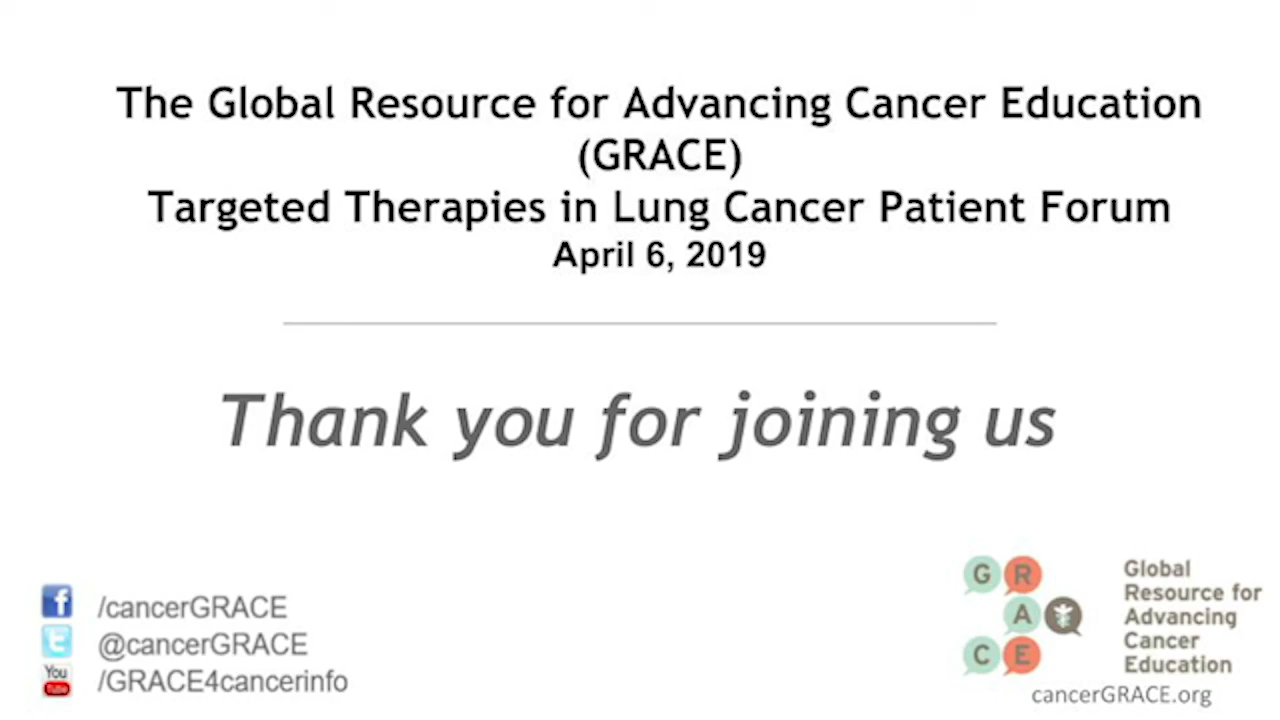 The Global Resource for Advancing Cancer Education
(GRACE)
Targeted Therapies in Lung Cancer Patient Forum
April 6, 2019
Thank you for joining us
f /cancerGRACE
t @cancerGRACE
You Tube /GRACE4cancerinfo
G R
A
C E
Global
Resource for
Advancing
Cancer
Education
cancerGRACE.org